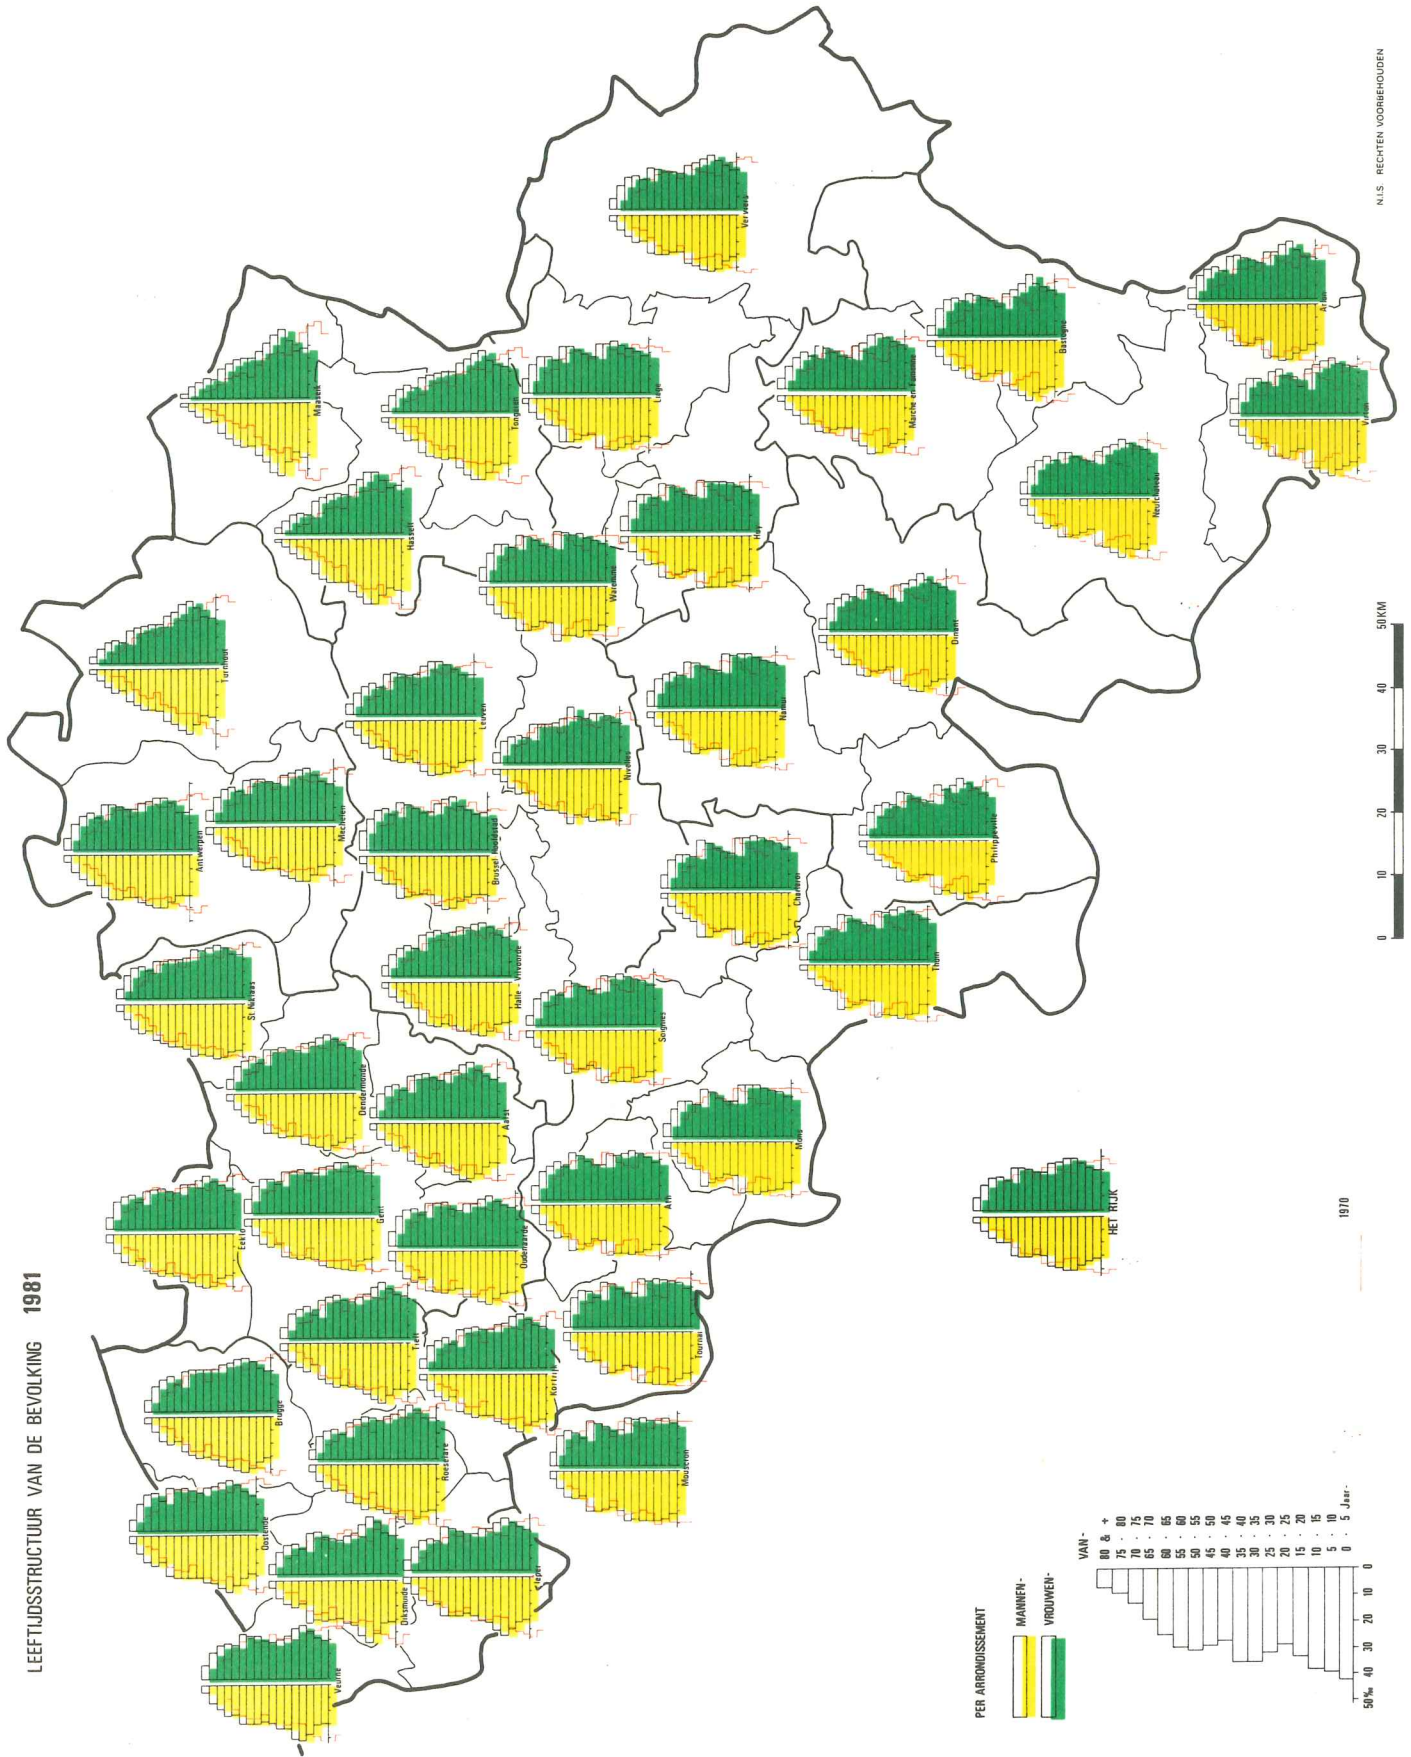 LEEFTIJDSSTRUCTUUR VAN DE BEVOLKING 1981
Veurne
Oostende
Diksmuide
Ieper
Brugge
Roeselare
Tielt
Kortrijk
Mouscron
Tournai
Eeklo
Gent
Oudenaarde
Ath
St Niklaas
Dendermonde
Aalst
Mons
Halle - Vilvoorde
Soignies
Antwerpen
Mechelen
Brussel Hoofdstad
Nivelles
Charleroi
Thuin
Philippeville
Turnhout
Leuven
Namur
Dinant
Hasselt
Waremme
Huy
Maaseik
Tongeren
Liège
Verviers
Marche-en-Famenne
Bastogne
Neufchateau
Arlon
Virton
HET RIJK
PER ARRONDISSEMENT
MANNEN-
VROUWEN-
VAN-
80 & +
75 - 80
70 - 75
65 - 70
60 - 65
55 - 60
50 - 55
45 - 50
40 - 45
35 - 40
30 - 35
25 - 30
20 - 25
15 - 20
10 - 15
5 - 10
0 - 5 Jaar-
50‰ 40 30 20 10 0
1970
0 10 20 30 40 50 KM
N.I.S. RECHTEN VOORBEHOUDEN